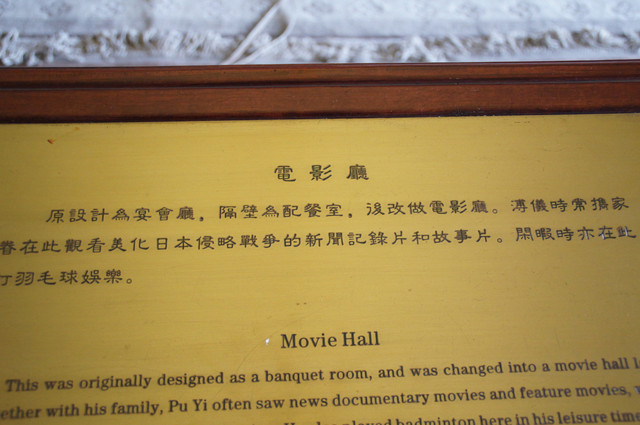 電影廳
原設計為宴會廳，隔壁為配餐室，後改做電影廳。溥儀時常攜家
眷在此觀看美化日本侵略戰爭的新聞記錄片和故事片。閑暇時亦在此
打羽毛球娛樂。
Movie Hall
This was originally designed as a banquet room, and was changed into a movie hall
ether with his family, Pu Yi often saw news documentary movies and feature movies,
played badminton here in his leisure time